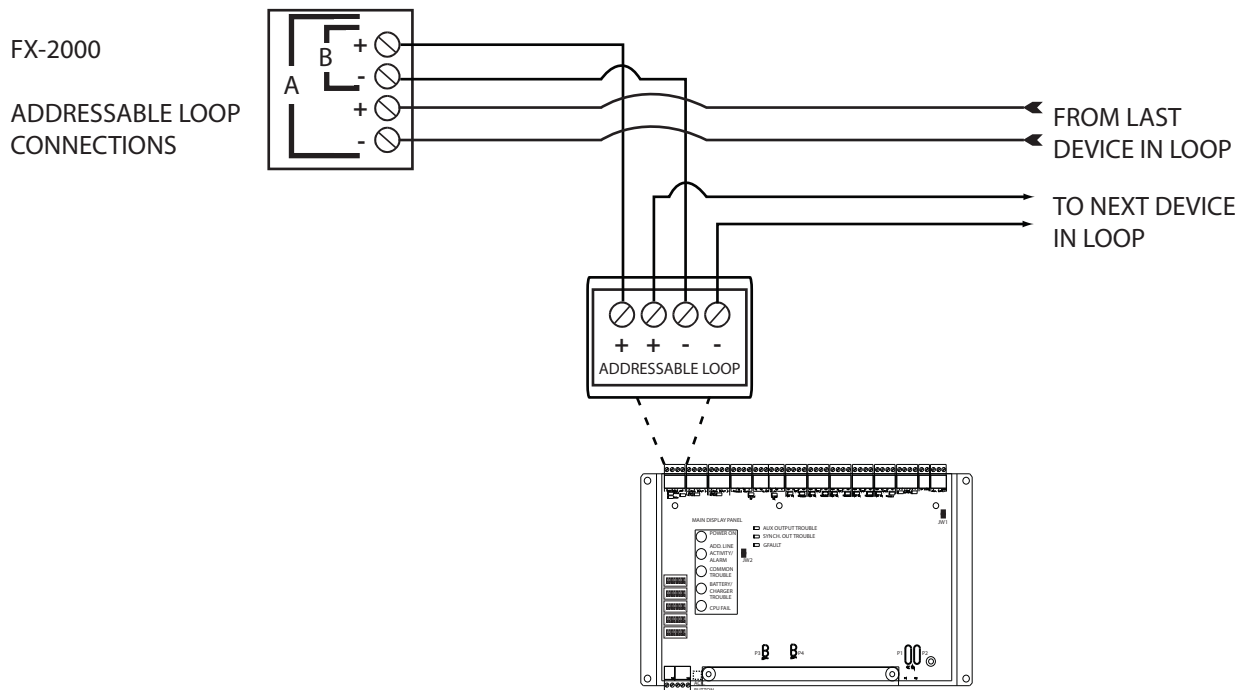 FX-2000
ADDRESSABLE LOOP
CONNECTIONS
A
B
+
-
+
-
FROM LAST
DEVICE IN LOOP
TO NEXT DEVICE
IN LOOP
+ + - -
ADDRESSABLE LOOP
MAIN DISPLAY PANEL
POWER ON
ADD. LINE
ACTIVITY/
ALARM
COMMON
TROUBLE
BATTERY/
CHARGER
TROUBLE
CPU FAIL
AUX OUTPUT TROUBLE
SYNCH. OUT TROUBLE
GFAULT
JW2
JW1
P3
P4
P1
P2